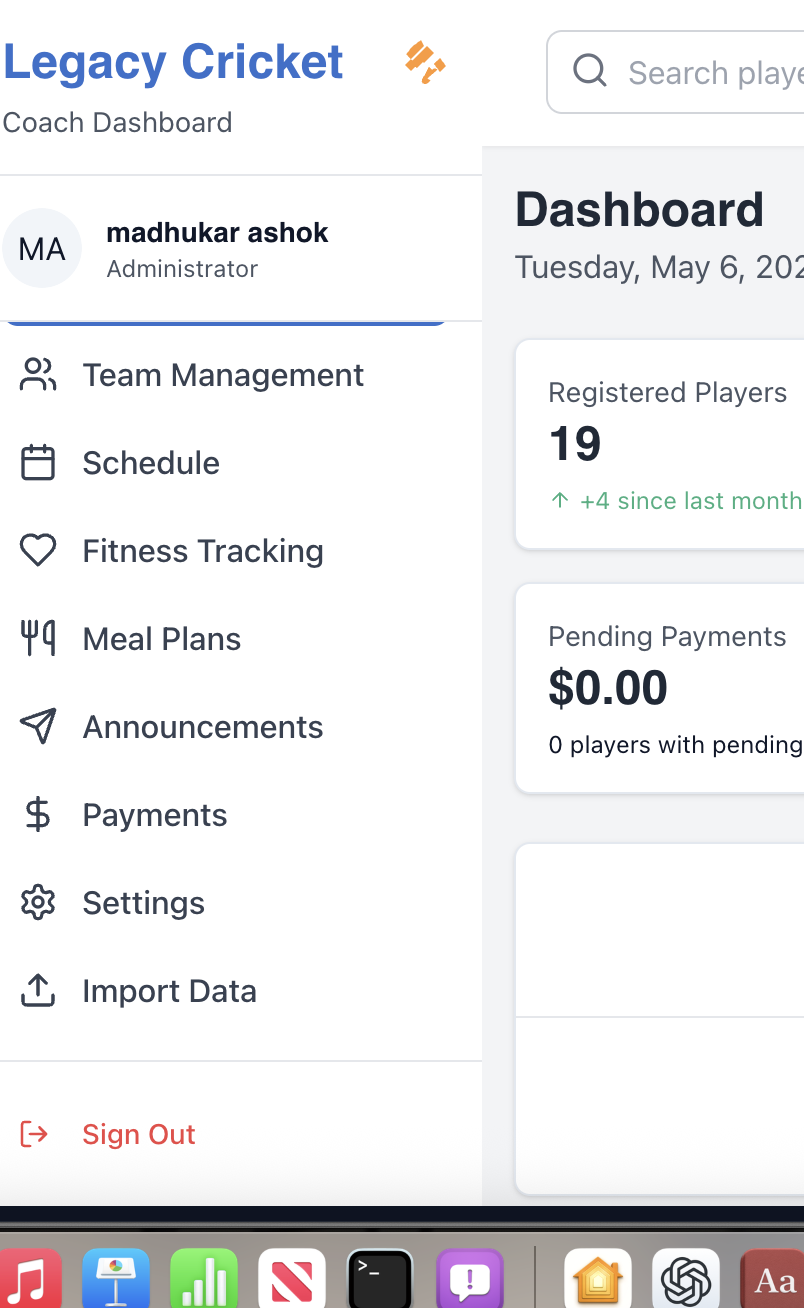 Legacy Cricket
Coach Dashboard
MA
madhukar ashok
Administrator
Team Management
Schedule
Fitness Tracking
Meal Plans
Announcements
Payments
Settings
Import Data
Sign Out
Search playe
Dashboard
Tuesday, May 6, 202
Registered Players
19
↑ +4 since last month
Pending Payments
$0.00
0 players with pending
>_
!
Aa